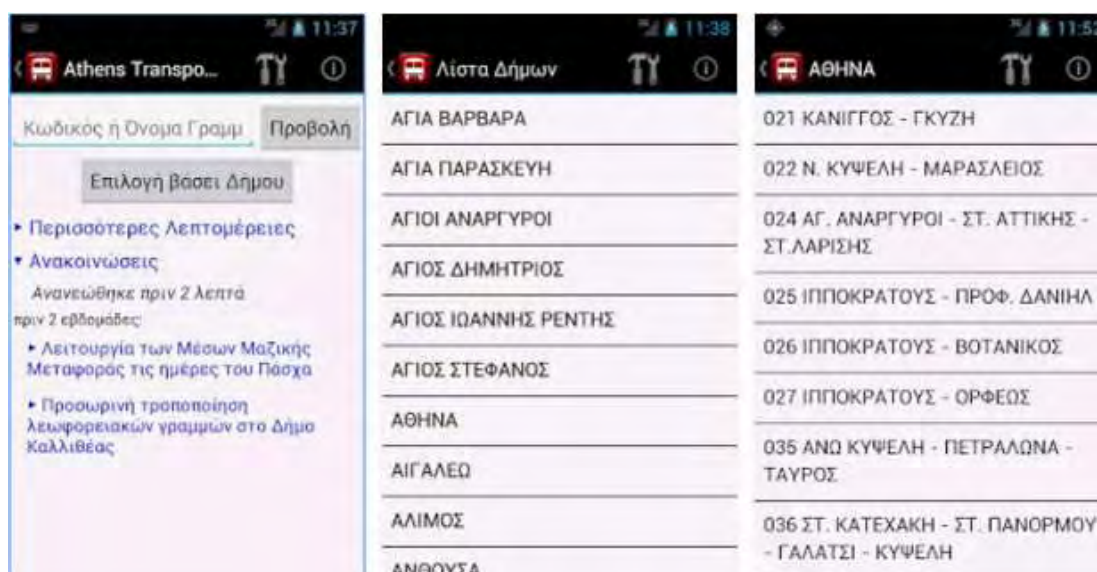 11:37
Athens Transpo...
Κωδικός ή Όνομα Γραμμ
Προβολή
Επιλογή βάσει Δήμου
Περισσότερες Λεπτομέρειες
Ανακοινώσεις
Ανανεώθηκε πριν 2 λεπτά
πριν 2 εβδομάδες:
Λειτουργία των Μέσων Μαζικής
Μεταφοράς τις ημέρες του Πάσχα
Προσωρινή τροποποίηση
λεωφορειακών γραμμών στο Δήμο
Καλλιθέας
11:38
Λίστα Δήμων
ΑΓΙΑ ΒΑΡΒΑΡΑ
ΑΓΙΑ ΠΑΡΑΣΚΕΥΗ
ΑΓΙΟΙ ΑΝΑΡΓΥΡΟΙ
ΑΓΙΟΣ ΔΗΜΗΤΡΙΟΣ
ΑΓΙΟΣ ΙΩΑΝΝΗΣ ΡΕΝΤΗΣ
ΑΓΙΟΣ ΣΤΕΦΑΝΟΣ
ΑΘΗΝΑ
ΑΙΓΑΛΕΩ
ΑΛΙΜΟΣ
ΑΝΘΟΥΣΑ
11:52
ΑΘΗΝΑ
021 ΚΑΝΙΓΓΟΣ - ΓΚΥΖΗ
022 Ν. ΚΥΨΕΛΗ - ΜΑΡΑΣΛΕΙΟΣ
024 ΑΓ. ΑΝΑΡΓΥΡΟΙ - ΣΤ. ΑΤΤΙΚΗΣ -
ΣΤ.ΛΑΡΙΣΗΣ
025 ΙΠΠΟΚΡΑΤΟΥΣ - ΠΡΟΦ. ΔΑΝΙΗΛ
026 ΙΠΠΟΚΡΑΤΟΥΣ - ΒΟΤΑΝΙΚΟΣ
027 ΙΠΠΟΚΡΑΤΟΥΣ - ΟΡΦΕΩΣ
035 ΑΝΩ ΚΥΨΕΛΗ - ΠΕΤΡΑΛΩΝΑ -
ΤΑΥΡΟΣ
036 ΣΤ. ΚΑΤΕΧΑΚΗ - ΣΤ. ΠΑΝΟΡΜΟΥ
- ΓΑΛΑΤΣΙ - ΚΥΨΕΛΗ